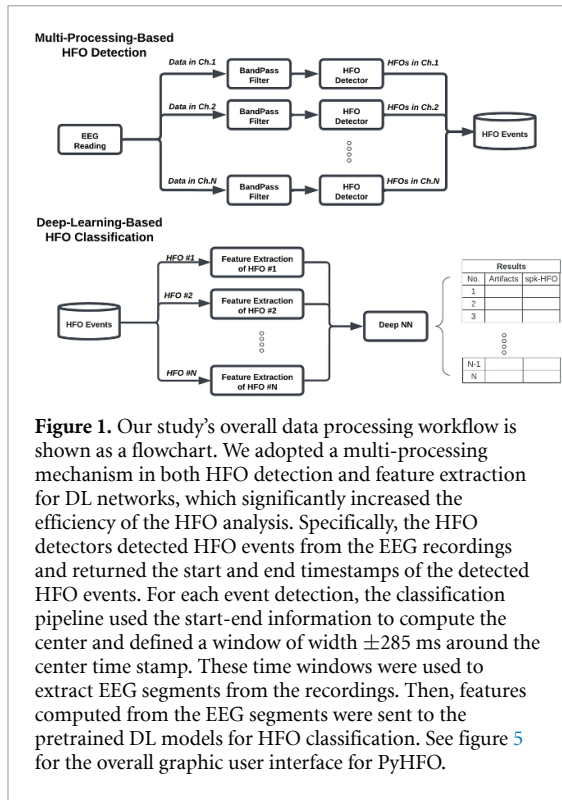 Multi-Processing-Based
HFO Detection
Data in Ch.1
BandPass
Filter
HFO
Detector
HFOs in Ch.1
Data in Ch.2
BandPass
Filter
HFO
Detector
HFOs in Ch.2
EEG
Reading
HFO Events
Data in Ch.N
BandPass
Filter
HFO
Detector
HFOs in Ch.N
Deep-Learning-Based
HFO Classification
HFO #1
Feature Extraction
of HFO #1
HFO #2
Feature Extraction
of HFO #2
HFO Events
HFO #N
Feature Extraction
of HFO #N
Deep NN
Results
No. Artifacts spk-HFO
1
2
3
N-1
N
Figure 1. Our study's overall data processing workflow is
shown as a flowchart. We adopted a multi-processing
mechanism in both HFO detection and feature extraction
for DL networks, which significantly increased the
efficiency of the HFO analysis. Specifically, the HFO
detectors detected HFO events from the EEG recordings
and returned the start and end timestamps of the detected
HFO events. For each event detection, the classification
pipeline used the start-end information to compute the
center and defined a window of width ±285 ms around the
center time stamp. These time windows were used to
extract EEG segments from the recordings. Then, features
computed from the EEG segments were sent to the
pretrained DL models for HFO classification. See figure 5
for the overall graphic user interface for PyHFO.